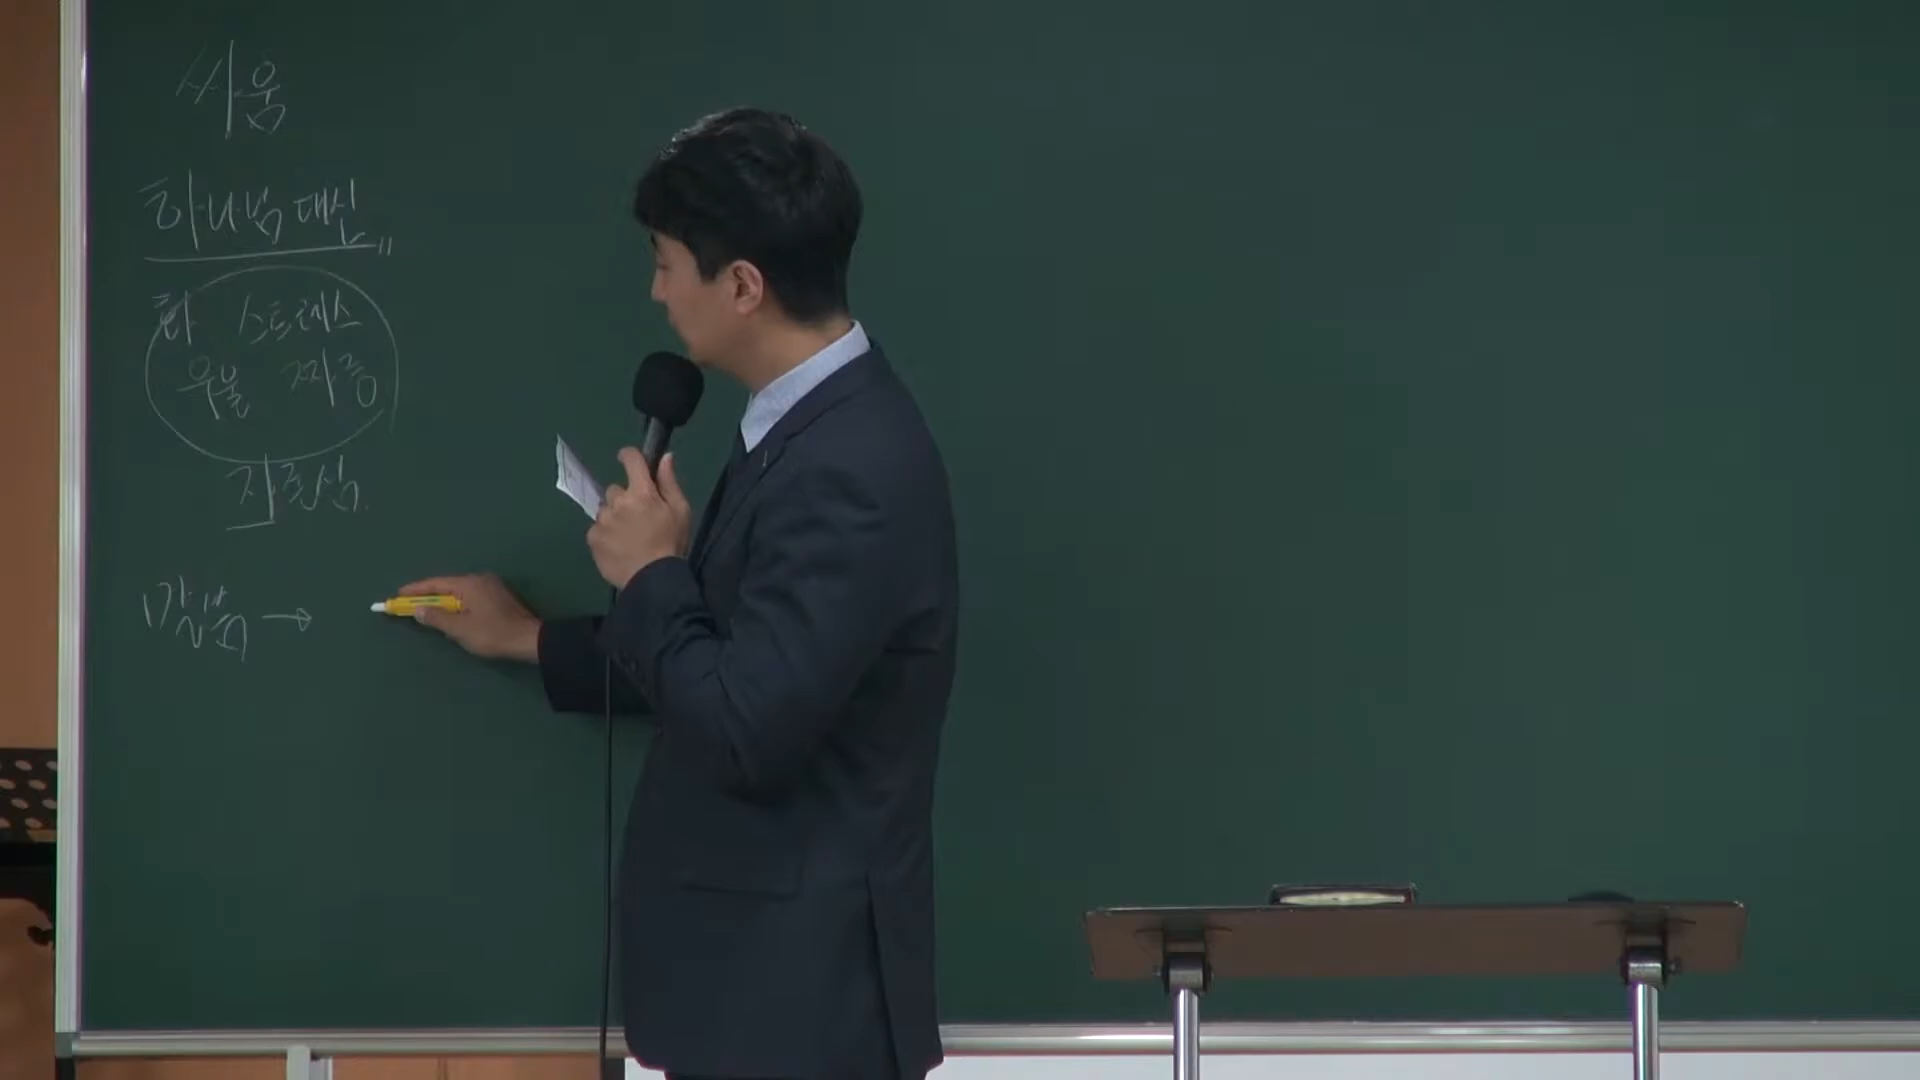 싸움
하나님 대신
화 스트레스
우울 짜증
자존심.
말씀 →